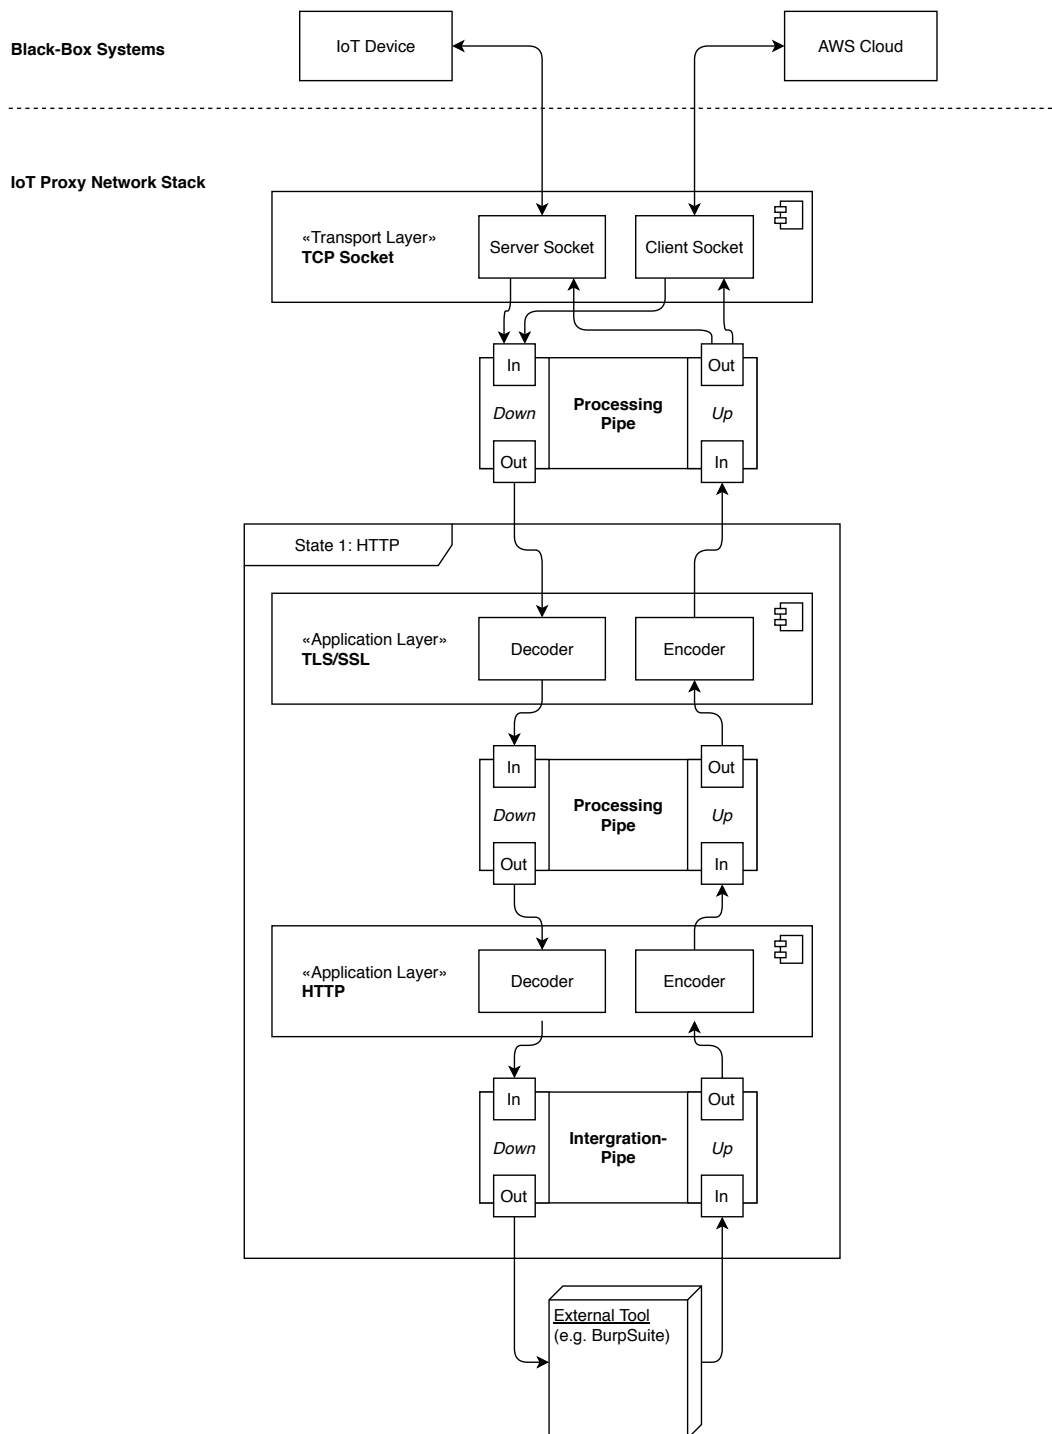 Black-Box Systems
IoT Device
AWS Cloud
IoT Proxy Network Stack
«Transport Layer»
TCP Socket
Server Socket
Client Socket
In
Out
Down
Processing
Pipe
Up
Out
In
State 1: HTTP
«Application Layer»
TLS/SSL
Decoder
Encoder
In
Out
Down
Processing
Pipe
Up
Out
In
«Application Layer»
HTTP
Decoder
Encoder
In
Out
Down
Intergration-
Pipe
Up
Out
In
External Tool
(e.g. BurpSuite)